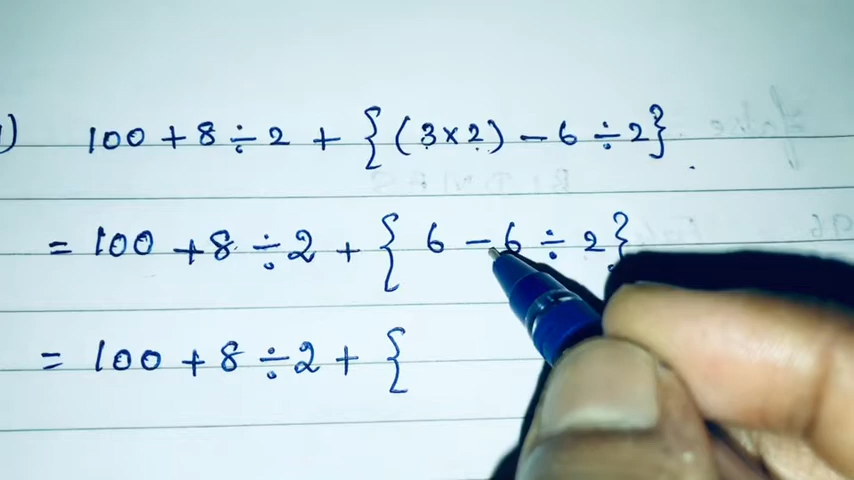 ) 100 + 8 ÷ 2 + { (3 × 2) - 6 ÷ 2 } .
= 100 + 8 ÷ 2 + { 6 - 6 ÷ 2 }
= 100 + 8 ÷ 2 + {